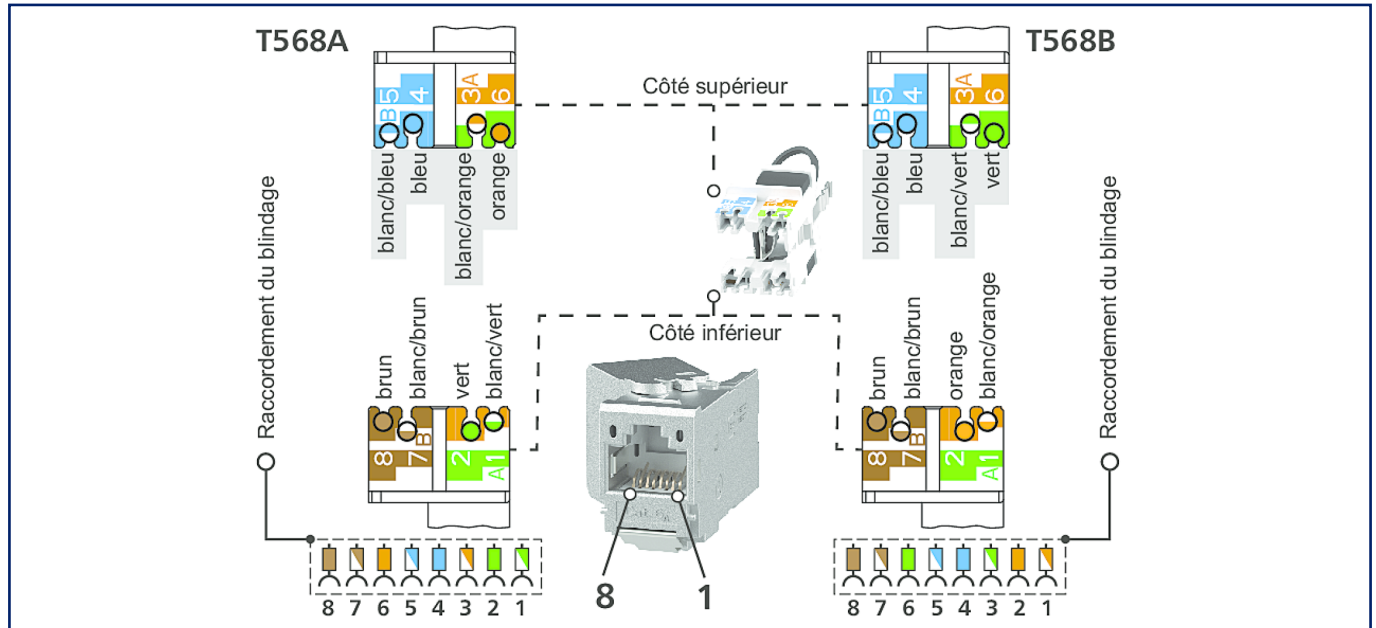 T568A
B5
4
3A
6
blanc/bleu
bleu
blanc/orange
orange
Côté supérieur
T568B
B5
4
3A
6
blanc/bleu
bleu
blanc/vert
vert
Raccordement du blindage
brun
blanc/brun
vert
blanc/vert
8
7B
2
A1
Côté inférieur
brun
blanc/brun
orange
blanc/orange
8
7B
2
A1
Raccordement du blindage
8 7 6 5 4 3 2 1
8 1
8 7 6 5 4 3 2 1